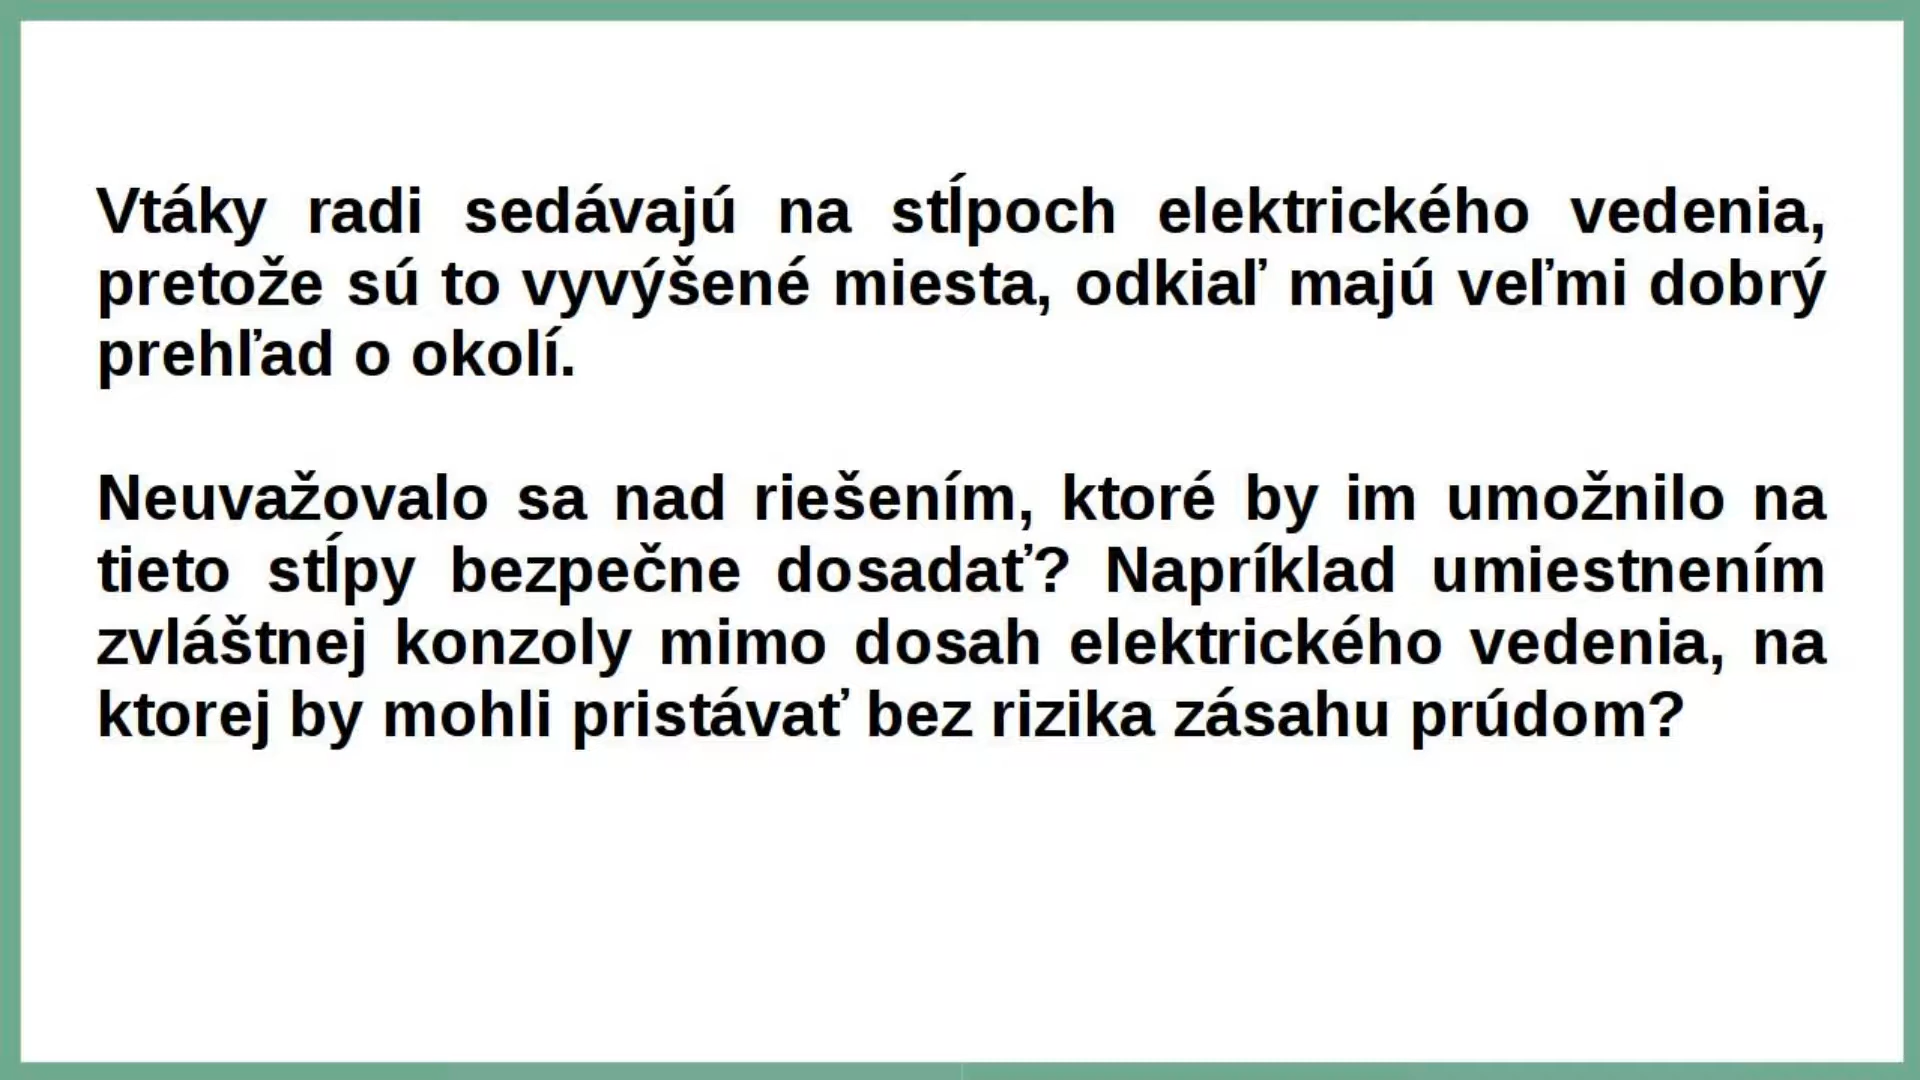 Vtáky radi sedávajú na stĺpoch elektrického vedenia,
pretože sú to vyvýšené miesta, odkiaľ majú veľmi dobrý
prehľad o okolí.
Neuvažovalo sa nad riešením, ktoré by im umožnilo na
tieto stĺpy bezpečne dosadať? Napríklad umiestnením
zvláštnej konzoly mimo dosah elektrického vedenia, na
ktorej by mohli pristávať bez rizika zásahu prúdom?